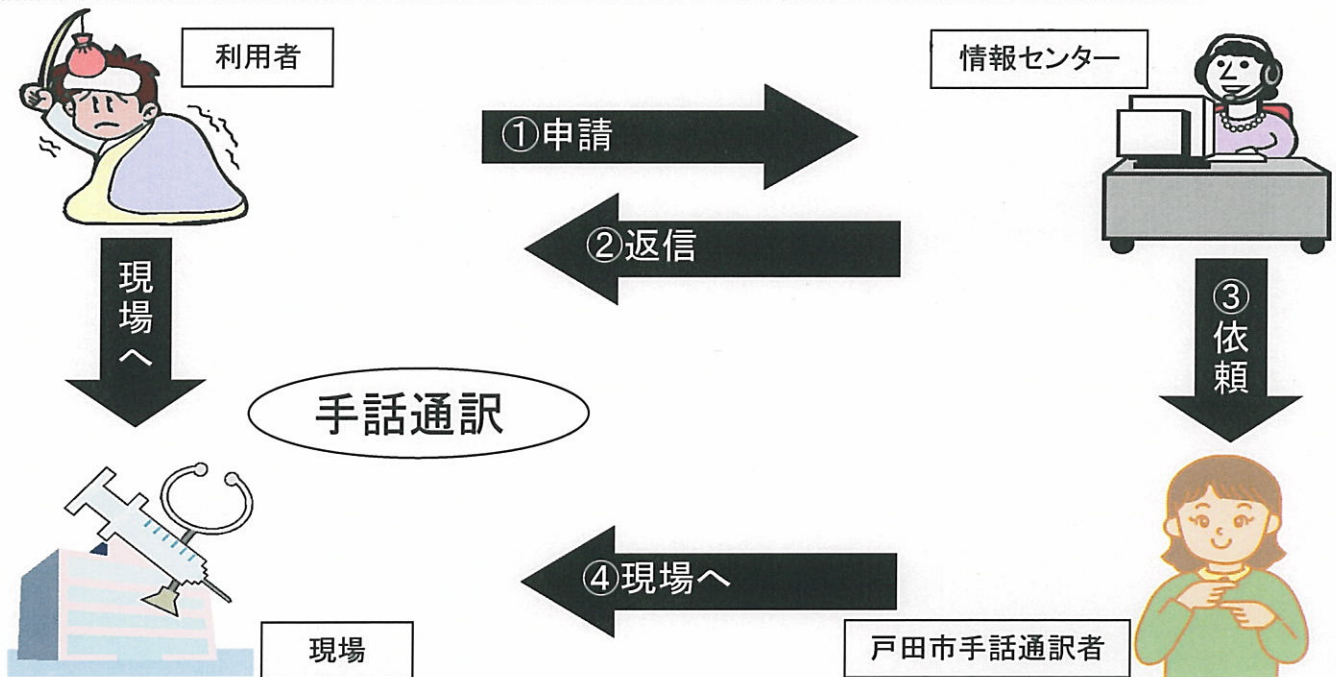 利用者
情報センター
①申請
②返信
現場へ
③依頼
手話通訳
④現場へ
現場
戸田市手話通訳者